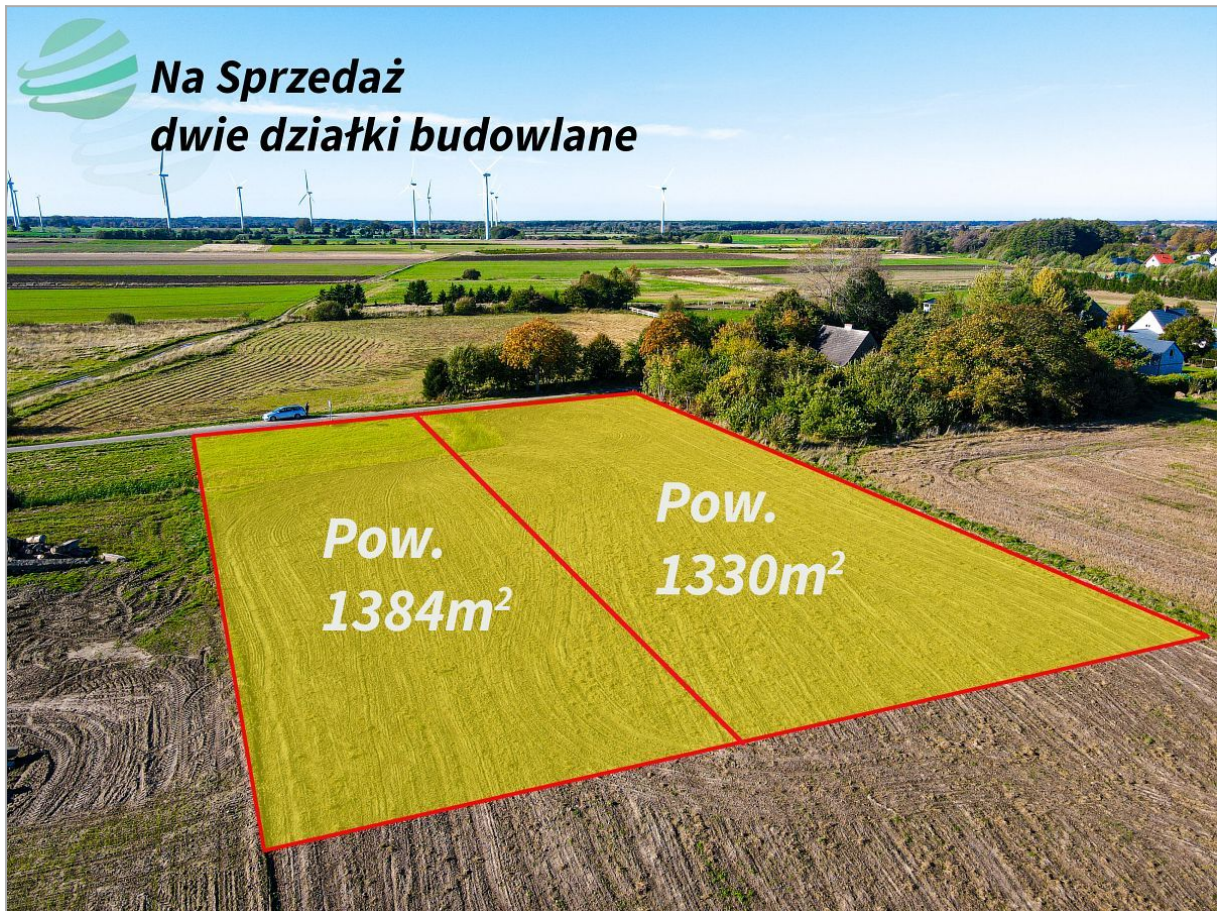 Na Sprzedaż
dwie działki budowlane
Pow.
1384m²
Pow.
1330m²